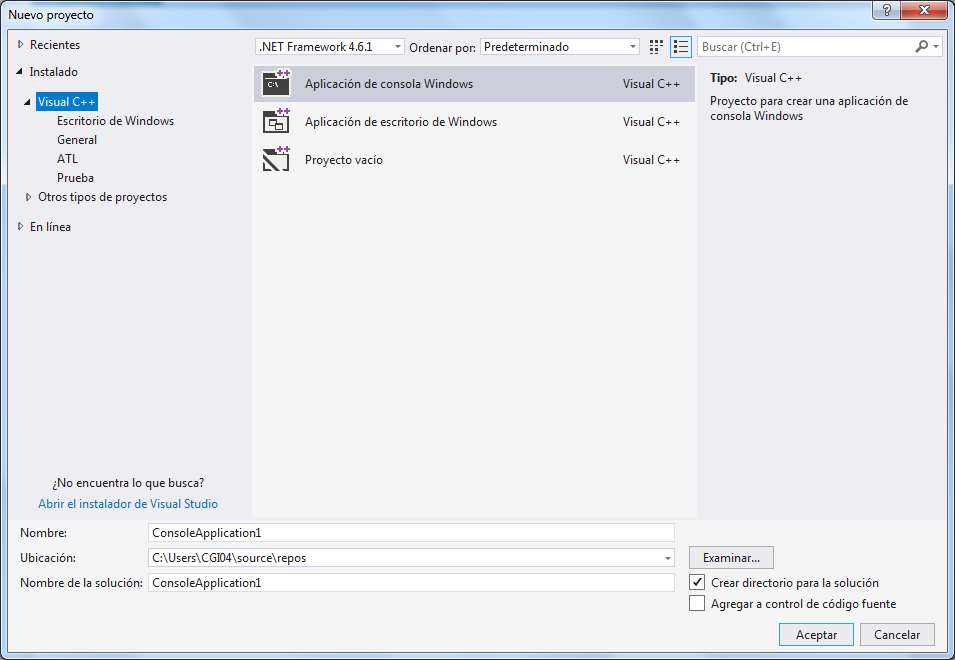 Nuevo proyecto
?
Recientes
Instalado
Visual C++
Escritorio de Windows
General
ATL
Prueba
Otros tipos de proyectos
En línea
¿No encuentra lo que busca?
Abrir el instalador de Visual Studio
.NET Framework 4.6.1
Ordenar por: Predeterminado
Aplicación de consola Windows Visual C++
Aplicación de escritorio de Windows Visual C++
Proyecto vacío Visual C++
Buscar (Ctrl+E)
Tipo: Visual C++
Proyecto para crear una aplicación de
consola Windows
Nombre: ConsoleApplication1
Ubicación: C:\Users\CGI04\source\repos
Examinar...
Nombre de la solución: ConsoleApplication1
Crear directorio para la solución
Agregar a control de código fuente
Aceptar
Cancelar